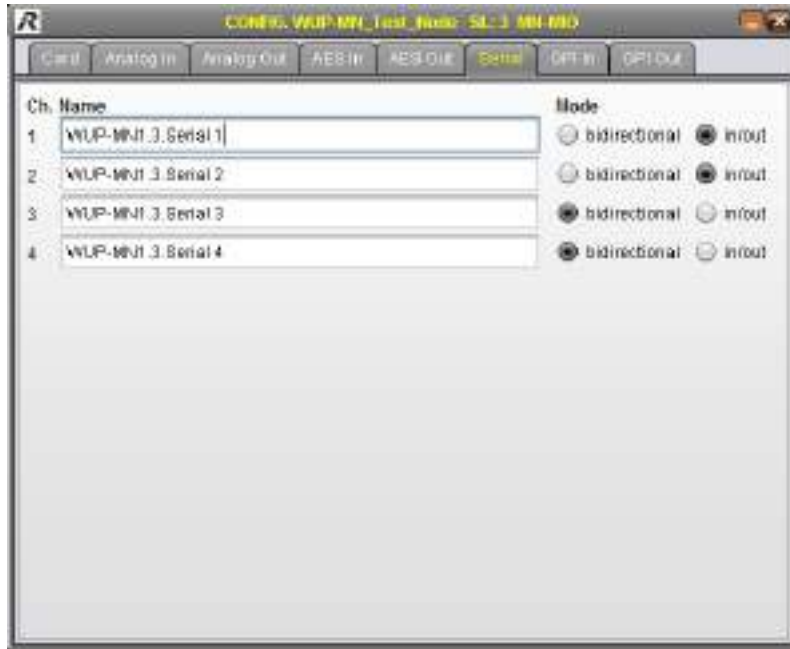 R CONFIG. WUP-MN_Test_Node SL: 3 MN-MIO
Card Analog In Analog Out AES In AES Out Serial GPI In GPI Out
Ch. Name Mode
1 WUP-MN1.3.Serial 1 bidirectional in/out
2 WUP-MN1.3.Serial 2 bidirectional in/out
3 WUP-MN1.3.Serial 3 bidirectional in/out
4 WUP-MN1.3.Serial 4 bidirectional in/out